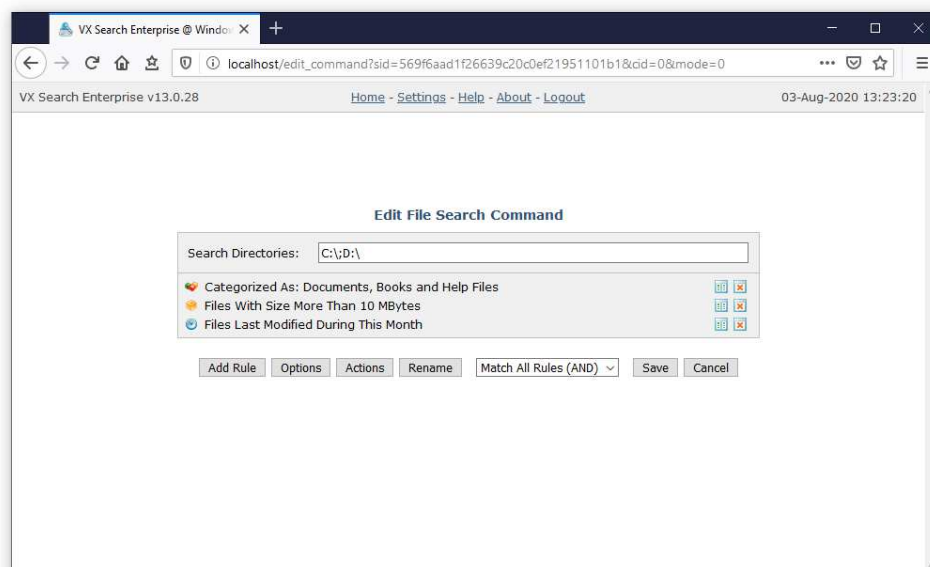 VX Search Enterprise @ Window
localhost/edit_command?sid=569f6aad1f26639c20c0ef21951101b1&cid=0&mode=0
VX Search Enterprise v13.0.28 Home - Settings - Help - About - Logout 03-Aug-2020 13:23:20
Edit File Search Command
Search Directories: C:\;D:\
Categorized As: Documents, Books and Help Files
Files With Size More Than 10 MBytes
Files Last Modified During This Month
Add Rule Options Actions Rename Match All Rules (AND) Save Cancel